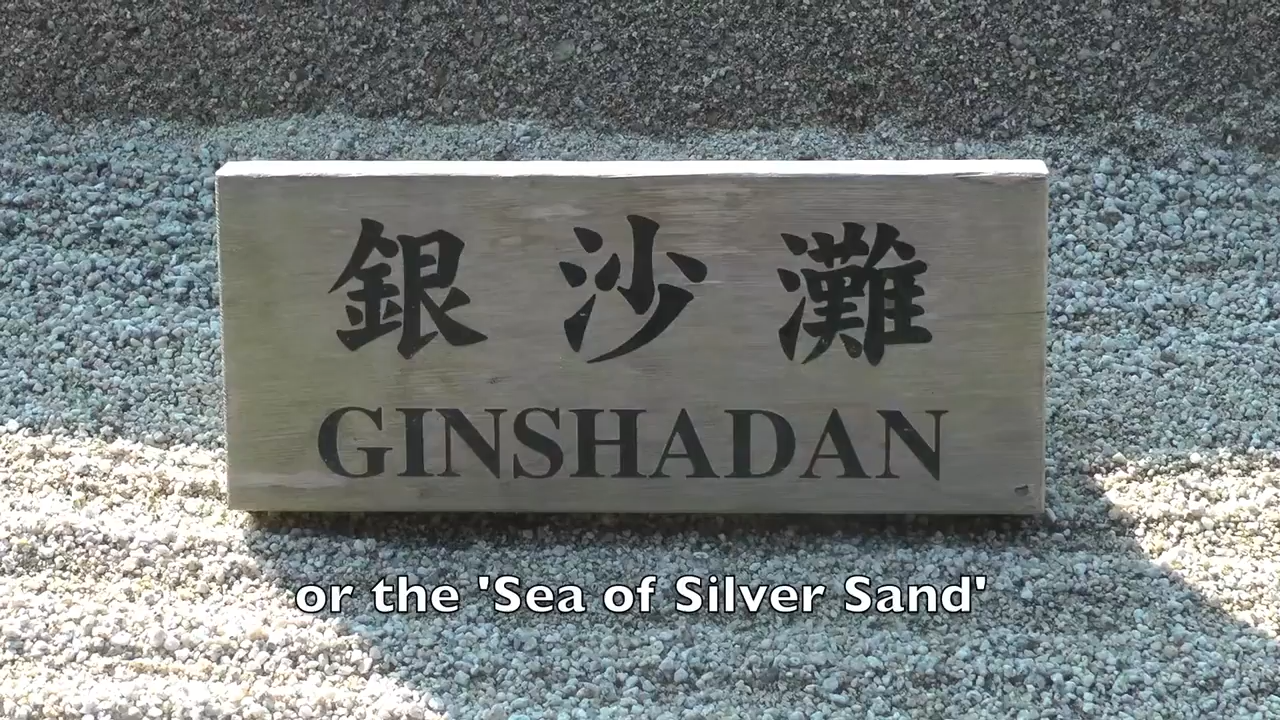 銀沙灘
GINSHADAN
or the 'Sea of Silver Sand'